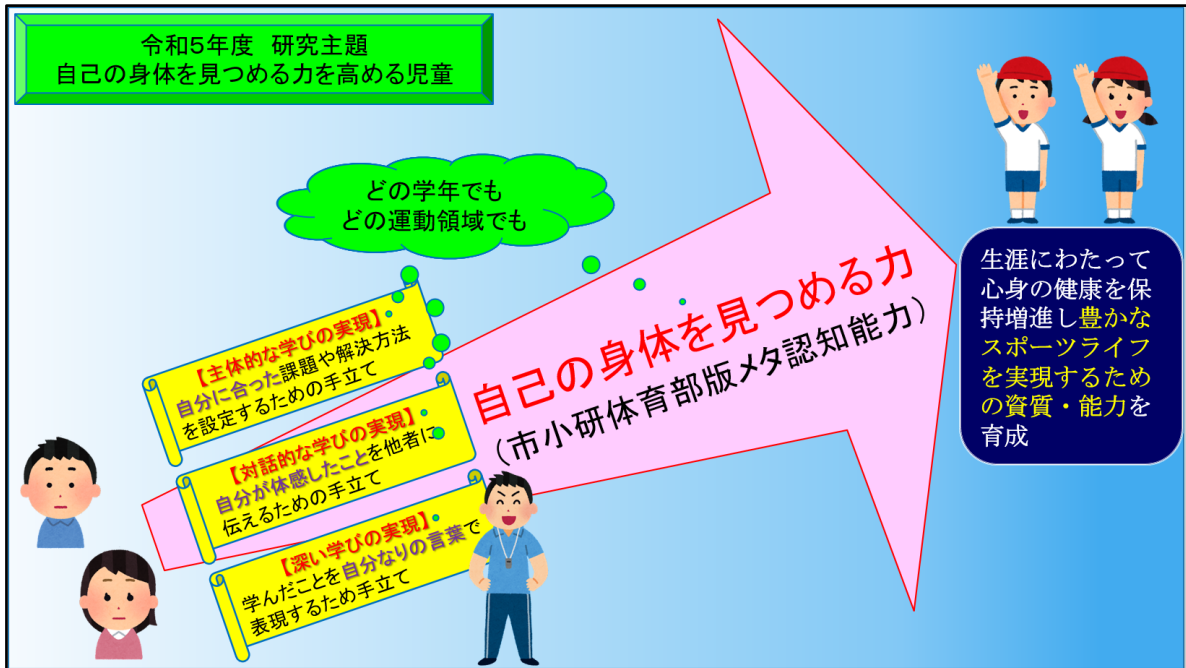 令和5年度 研究主題
自己の身体を見つめる力を高める児童
どの学年でも
どの運動領域でも
【主体的な学びの実現】
自分に合った課題や解決方法
を設定するための手立て
【対話的な学びの実現】
自分が体感したことを他者に
伝えるための手立て
【深い学びの実現】
学んだことを自分なりの言葉で
表現するため手立て
自己の身体を見つめる力
（市小研体育部版メタ認知能力）
生涯にわたって
心身の健康を保
持増進し豊かな
スポーツライフ
を実現するため
の資質・能力を
育成